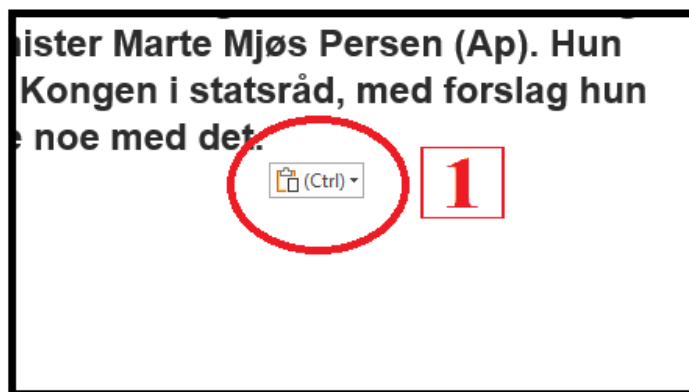 nister Marte Mjøs Persen (Ap). Hun
Kongen i statsråd, med forslag hun
noe med det.
(Ctrl)
1